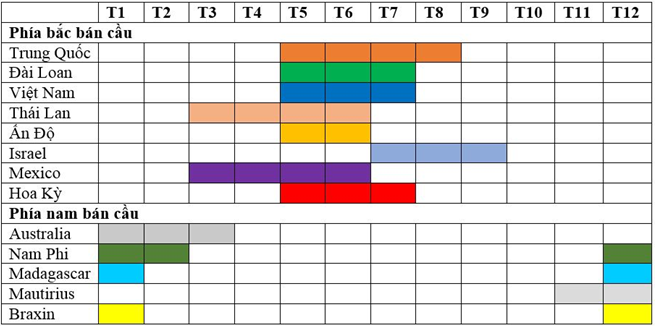 T1 T2 T3 T4 T5 T6 T7 T8 T9 T10 T11 T12
Phía bắc bán cầu
Trung Quốc
Đài Loan
Việt Nam
Thái Lan
Ấn Độ
Israel
Mexico
Hoa Kỳ
Phía nam bán cầu
Australia
Nam Phi
Madagascar
Mautirius
Braxin